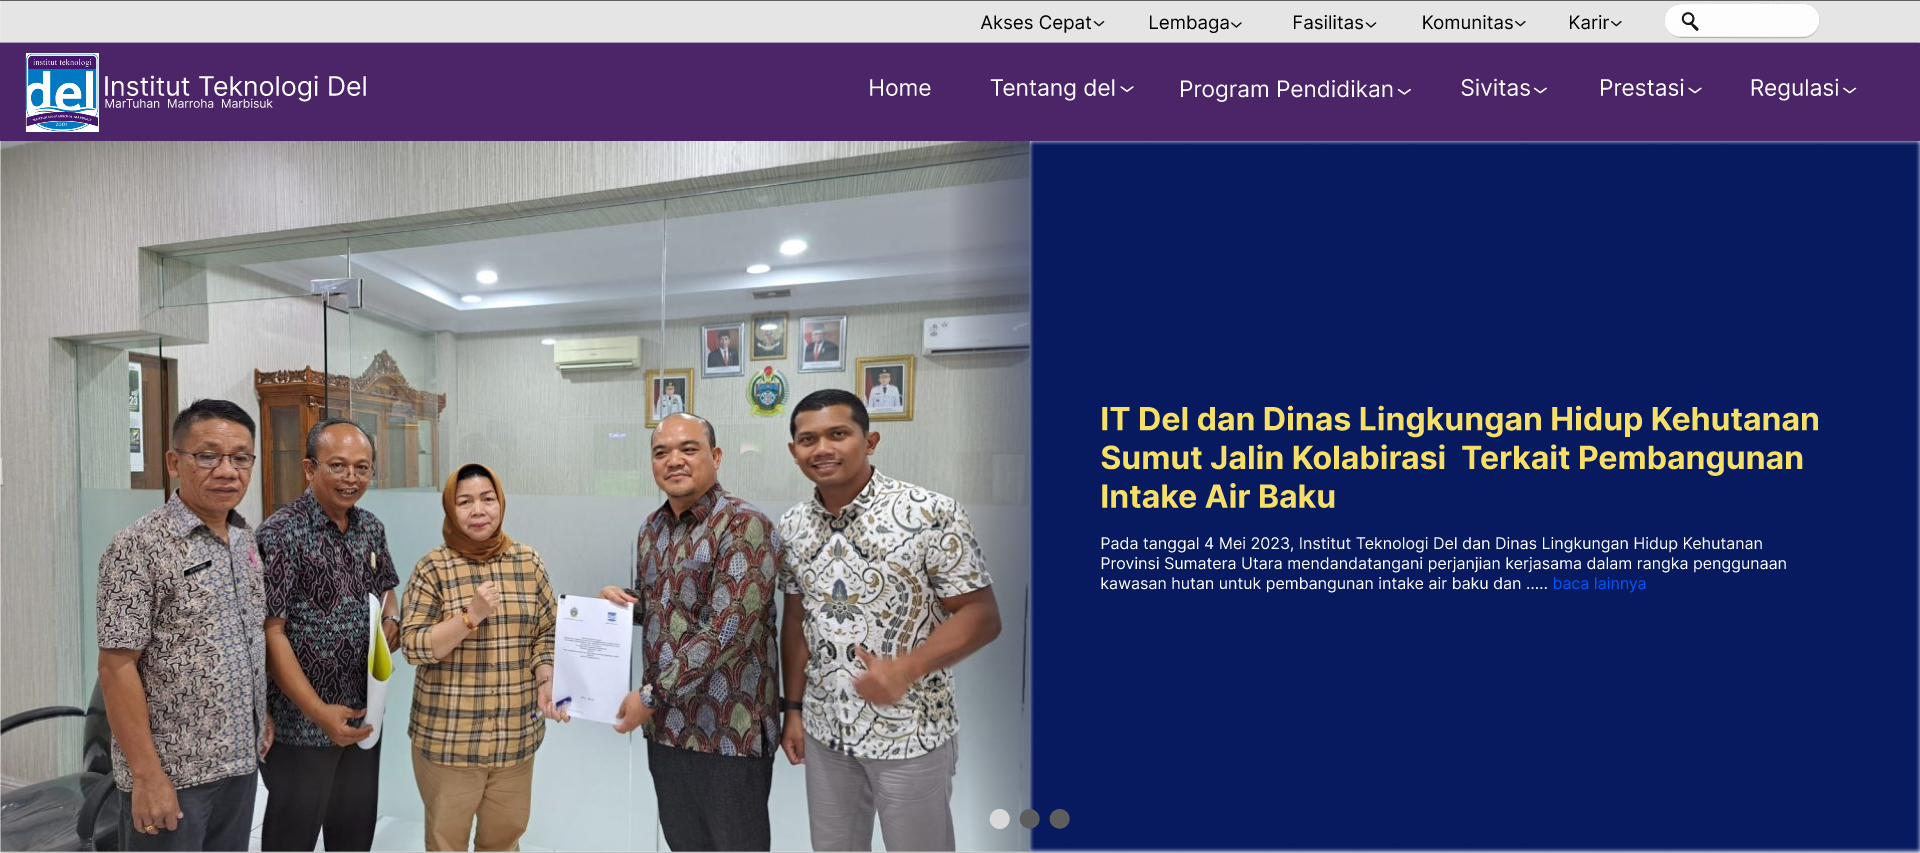 Akses Cepat Lembaga Fasilitas Komunitas Karir
institut teknologi
del
2001
Institut Teknologi Del
MarTuhan Marroha Marbisuk
Home Tentang del Program Pendidikan Sivitas Prestasi Regulasi
IT Del dan Dinas Lingkungan Hidup Kehutanan
Sumut Jalin Kolabirasi Terkait Pembangunan
Intake Air Baku
Pada tanggal 4 Mei 2023, Institut Teknologi Del dan Dinas Lingkungan Hidup Kehutanan
Provinsi Sumatera Utara mendandatangani perjanjian kerjasama dalam rangka penggunaan
kawasan hutan untuk pembangunan intake air baku dan ..... baca lainnya